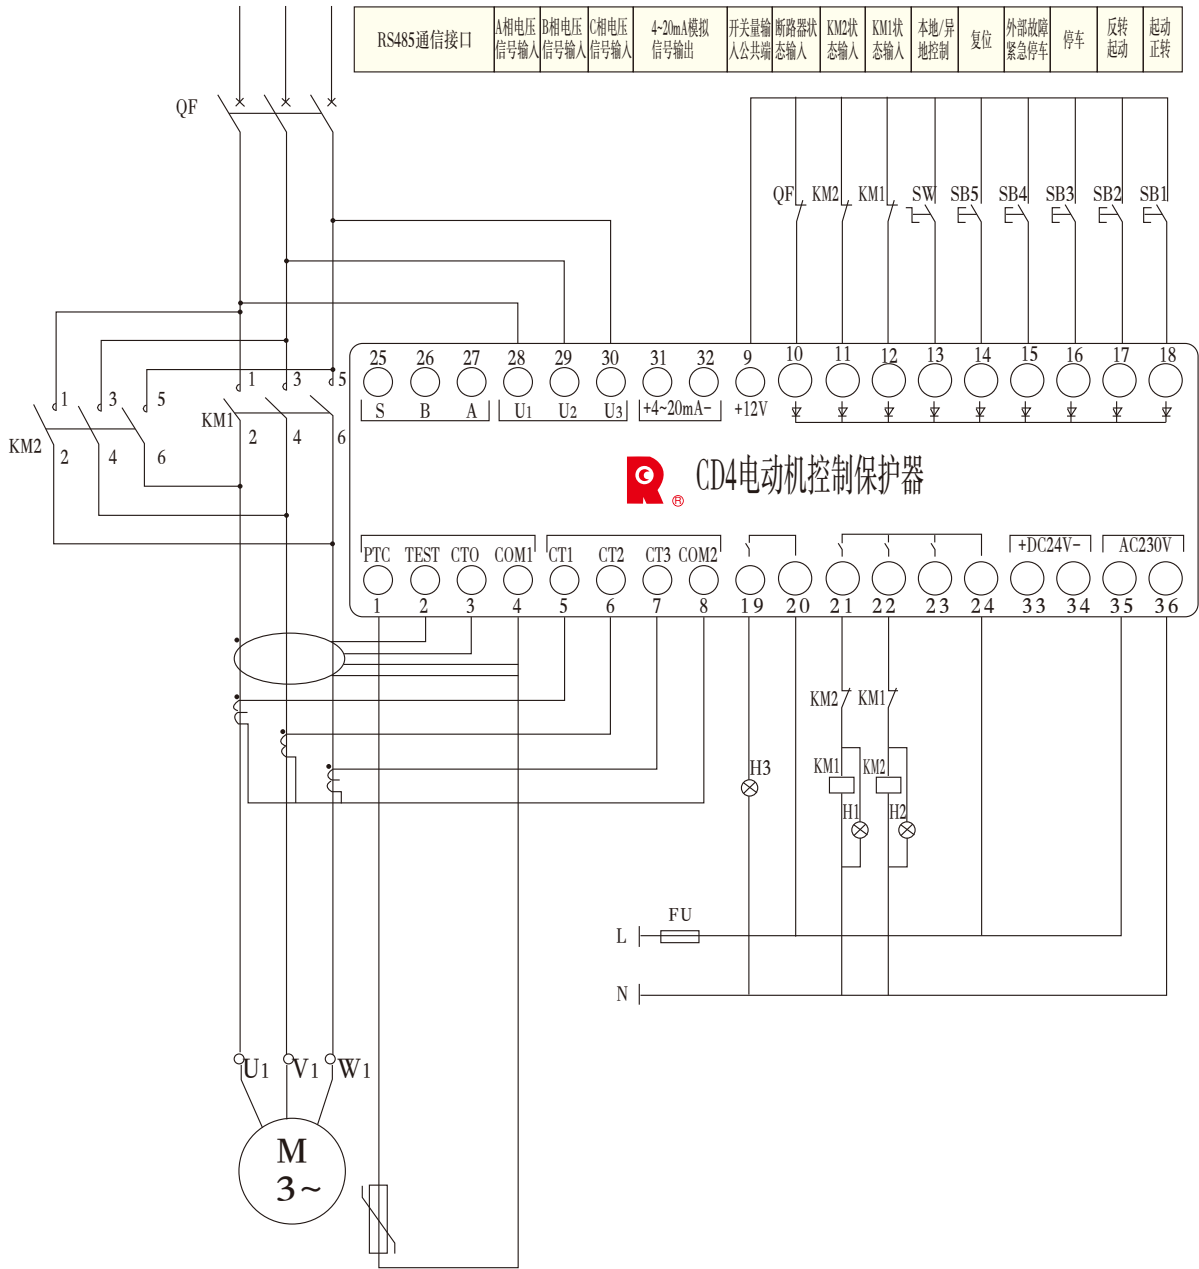 RS485通信接口
A相电压
信号输入
B相电压
信号输入
C相电压
信号输入
4~20mA模拟
信号输出
开关量输
入公共端
断路器状
态输入
KM2状
态输入
KM1状
态输入
本地/异
地控制
复位
外部故障
紧急停车
停车
反转
起动
起动
正转
QF
QF KM2 KM1 SW SB5 SB4 SB3 SB2 SB1
25 26 27 28 29 30 31 32 9 10 11 12 13 14 15 16 17 18
S B A U1 U2 U3 +4~20mA- +12V
1 3 5 1 3 5
KM1
KM2
2 4 6 2 4 6
R ® CD4电动机控制保护器
PTC TEST CTO COM1 CT1 CT2 CT3 COM2 +DC24V- AC230V
1 2 3 4 5 6 7 8 19 20 21 22 23 24 33 34 35 36
KM2 KM1
H3 KM1 KM2
H1 H2
FU
L
N
U1 V1 W1
M
3~